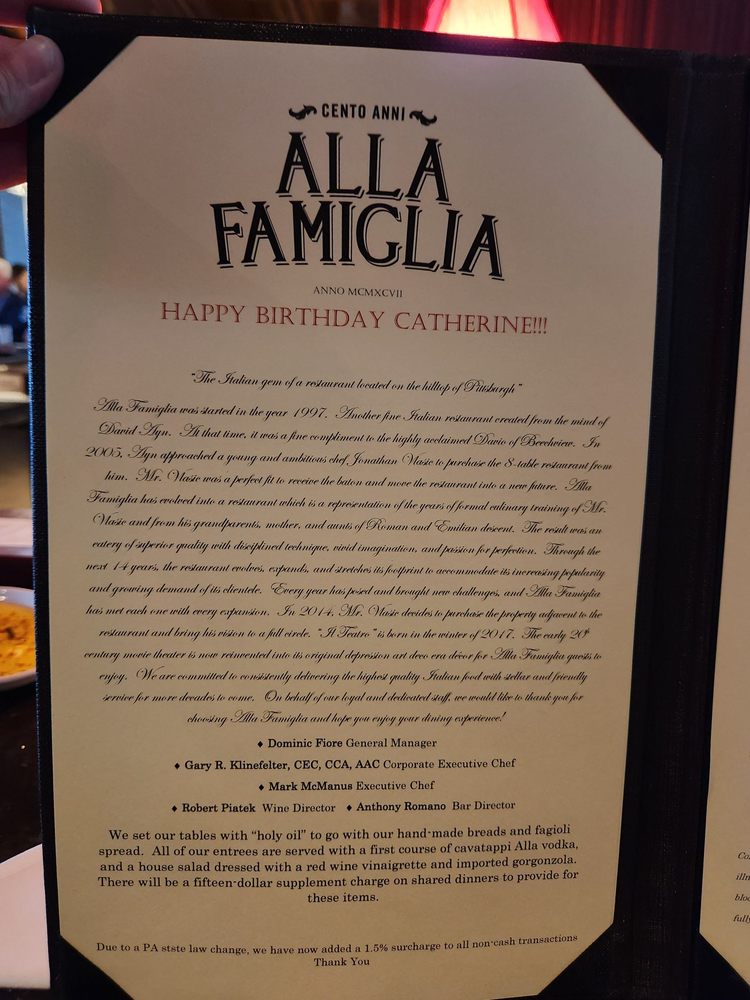 CENTO ANNI
ALLA
FAMIGLIA
ANNO MCMXCVII
HAPPY BIRTHDAY CATHERINE!!!
"The Italian gem of a restaurant located on the hilltop of Pittsburgh"
Alla Famiglia was started in the year 1997. Another fine Italian restaurant created from the mind of
David Ayn. At that time, it was a fine compliment to the highly acclaimed Davio of Beechview. In
2005, Ayn approached a young and ambitious chef Jonathan Vlasic to purchase the 8-table restaurant from
him. Mr. Vlasic was a perfect fit to receive the baton and move the restaurant into a new future. Alla
Famiglia has evolved into a restaurant which is a representation of the years of formal culinary training of Mr.
Vlasic and from his grandparents, mother, and aunts of Roman and Emilian descent. The result was an
eatery of superior quality with disciplined technique, vivid imagination, and passion for perfection. Through the
next 14 years, the restaurant evolves, expands, and stretches its footprint to accommodate its increasing popularity
and growing demand of its clientele. Every year has posed and brought new challenges, and Alla Famiglia
has met each one with every expansion. In 2014, Mr. Vlasic decides to purchase the property adjacent to the
restaurant and bring his vision to a full circle. "Il Teatro" is born in the winter of 2017. The early 20th
century movie theater is now reinvented into its original depression art deco era décor for Alla Famiglia guests to
enjoy. We are committed to consistently delivering the highest quality Italian food with stellar and friendly
service for more decades to come. On behalf of our loyal and dedicated staff, we would like to thank you for
choosing Alla Famiglia and hope you enjoy your dining experience!
♦ Dominic Fiore General Manager
♦ Gary R. Klinefelter, CEC, CCA, AAC Corporate Executive Chef
♦ Mark McManus Executive Chef
♦ Robert Piatek Wine Director ♦ Anthony Romano Bar Director
We set our tables with "holy oil" to go with our hand-made breads and fagioli
spread. All of our entrees are served with a first course of cavatappi Alla vodka,
and a house salad dressed with a red wine vinaigrette and imported gorgonzola.
There will be a fifteen-dollar supplement charge on shared dinners to provide for
these items.
Due to a PA stste law change, we have now added a 1.5% surcharge to all non-cash transactions
Thank You